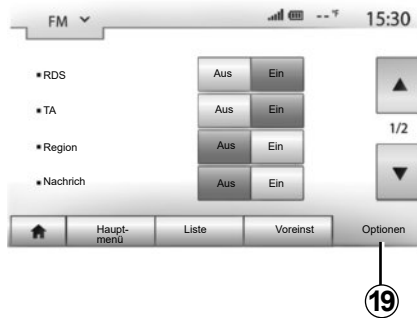 FM
--°F 15:30
RDS Aus Ein
TA Aus Ein
1/2
Region Aus Ein
Nachrich Aus Ein
Haupt-
menü
Liste
Voreinst
Optionen
19